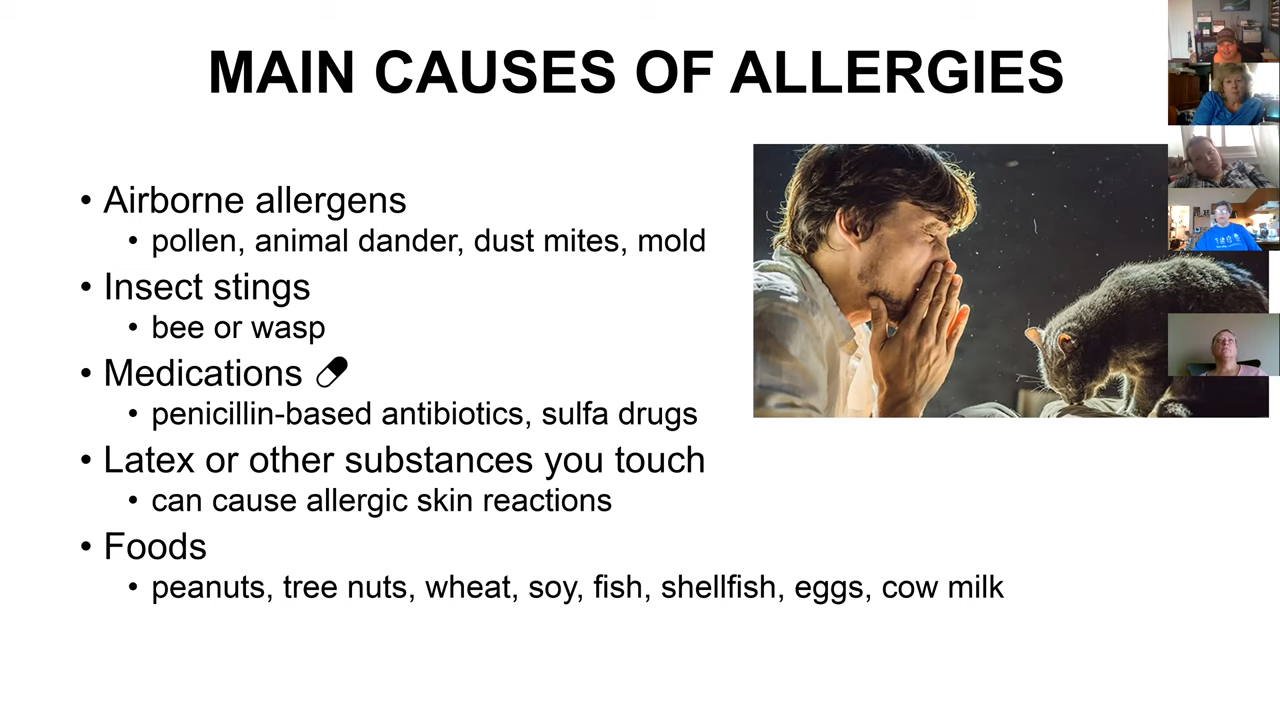 MAIN CAUSES OF ALLERGIES
• Airborne allergens
• pollen, animal dander, dust mites, mold
• Insect stings
• bee or wasp
• Medications
• penicillin-based antibiotics, sulfa drugs
• Latex or other substances you touch
• can cause allergic skin reactions
• Foods
• peanuts, tree nuts, wheat, soy, fish, shellfish, eggs, cow milk